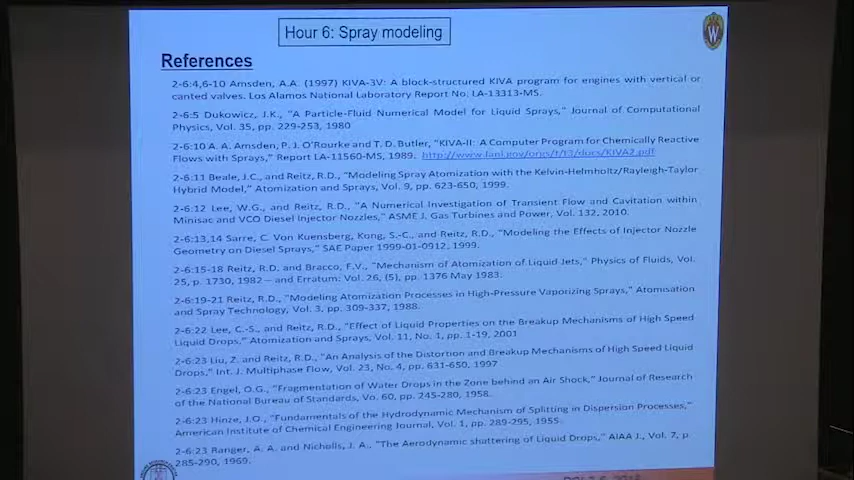 Hour 6: Spray modeling
W
References
2-6:4,6-10 Amsden, A.A. (1997) KIVA-3V: A block-structured KIVA program for engines with vertical or
canted valves. Los Alamos National Laboratory Report No. LA-13313-MS.
2-6:5 Dukowicz, J.K., "A Particle-Fluid Numerical Model for Liquid Sprays," Journal of Computational
Physics, Vol. 35, pp. 229-253, 1980
2-6:10 A. A. Amsden, P. J. O'Rourke and T. D. Butler, "KIVA-II: A Computer Program for Chemically Reactive
Flows with Sprays," Report LA-11560-MS, 1989. http://www.lanl.gov/orgs/t/t3/docs/KIVA2.pdf
2-6:11 Beale, J.C., and Reitz, R.D., "Modeling Spray Atomization with the Kelvin-Helmholtz/Rayleigh-Taylor
Hybrid Model," Atomization and Sprays, Vol. 9, pp. 623-650, 1999.
2-6:12 Lee, W.G., and Reitz, R.D., "A Numerical Investigation of Transient Flow and Cavitation within
Minisac and VCO Diesel Injector Nozzles," ASME J. Gas Turbines and Power, Vol. 132, 2010.
2-6:13,14 Sarre, C. Von Kuensberg, Kong, S.-C., and Reitz, R.D., "Modeling the Effects of Injector Nozzle
Geometry on Diesel Sprays," SAE Paper 1999-01-0912, 1999.
2-6:15-18 Reitz, R.D. and Bracco, F.V., "Mechanism of Atomization of Liquid Jets," Physics of Fluids, Vol.
25, p. 1730, 1982 – and Erratum: Vol. 26, (5), pp. 1376 May 1983.
2-6:19-21 Reitz, R.D., "Modeling Atomization Processes in High-Pressure Vaporizing Sprays," Atomisation
and Spray Technology, Vol. 3, pp. 309-337, 1988.
2-6:22 Lee, C.-S., and Reitz, R.D., "Effect of Liquid Properties on the Breakup Mechanisms of High Speed
Liquid Drops," Atomization and Sprays, Vol. 11, No. 1, pp. 1-19, 2001
2-6:23 Liu, Z. and Reitz, R.D., "An Analysis of the Distortion and Breakup Mechanisms of High Speed Liquid
Drops," Int. J. Multiphase Flow, Vol. 23, No. 4, pp. 631-650, 1997
2-6:23 Engel, O.G., "Fragmentation of Water Drops in the Zone behind an Air Shock," Journal of Research
of the National Bureau of Standards, Vo. 60, pp. 245-280, 1958.
2-6:23 Hinze, J.O., "Fundamentals of the Hydrodynamic Mechanism of Splitting in Dispersion Processes,"
American Institute of Chemical Engineering Journal, Vol. 1, pp. 289-295, 1955.
2-6:23 Ranger, A. A. and Nicholls, J. A., "The Aerodynamic shattering of Liquid Drops," AIAA J., Vol. 7, p.
285-290, 1969.